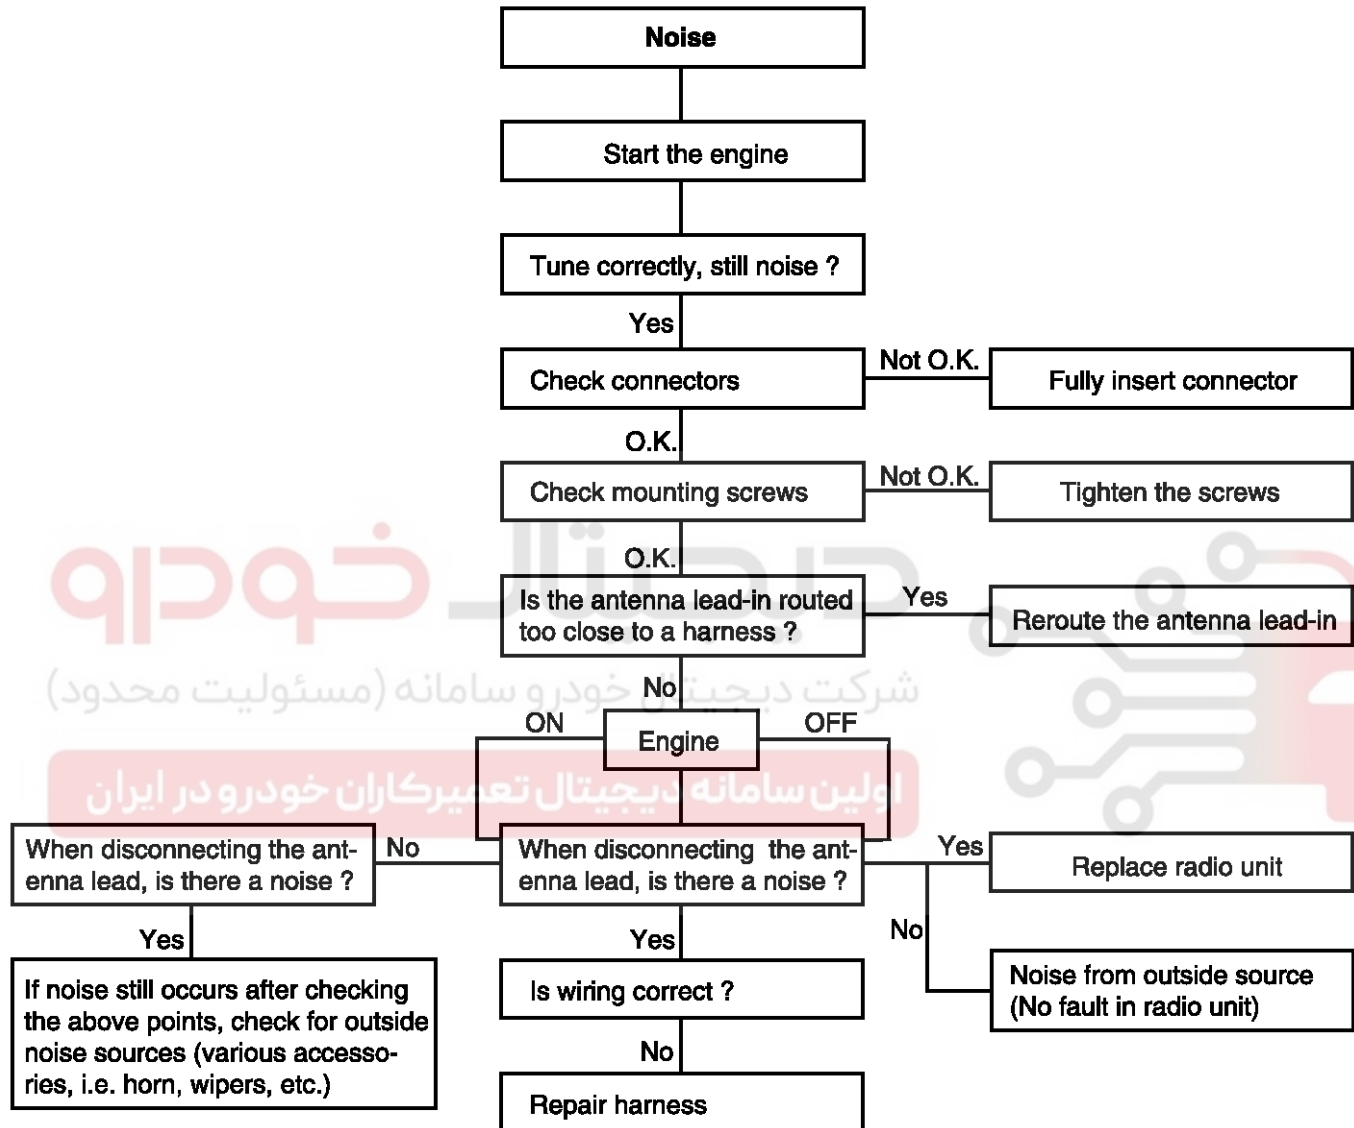 Noise
Start the engine
Tune correctly, still noise ?
Yes
Check connectors
Not O.K.
Fully insert connector
O.K.
Check mounting screws
Not O.K.
Tighten the screws
O.K.
Is the antenna lead-in routed
too close to a harness ?
Yes
Reroute the antenna lead-in
دیجیتال خودرو
شرکت دیجیتال خودرو سامانه (مسئولیت محدود)
No
ON
Engine
OFF
اولین سامانه دیجیتال تعمیرکاران خودرو در ایران
When disconnecting the ant-
enna lead, is there a noise ?
No
When disconnecting the ant-
enna lead, is there a noise ?
Yes
Replace radio unit
Yes
If noise still occurs after checking
the above points, check for outside
noise sources (various accesso-
ries, i.e. horn, wipers, etc.)
Yes
Is wiring correct ?
No
Noise from outside source
(No fault in radio unit)
No
Repair harness